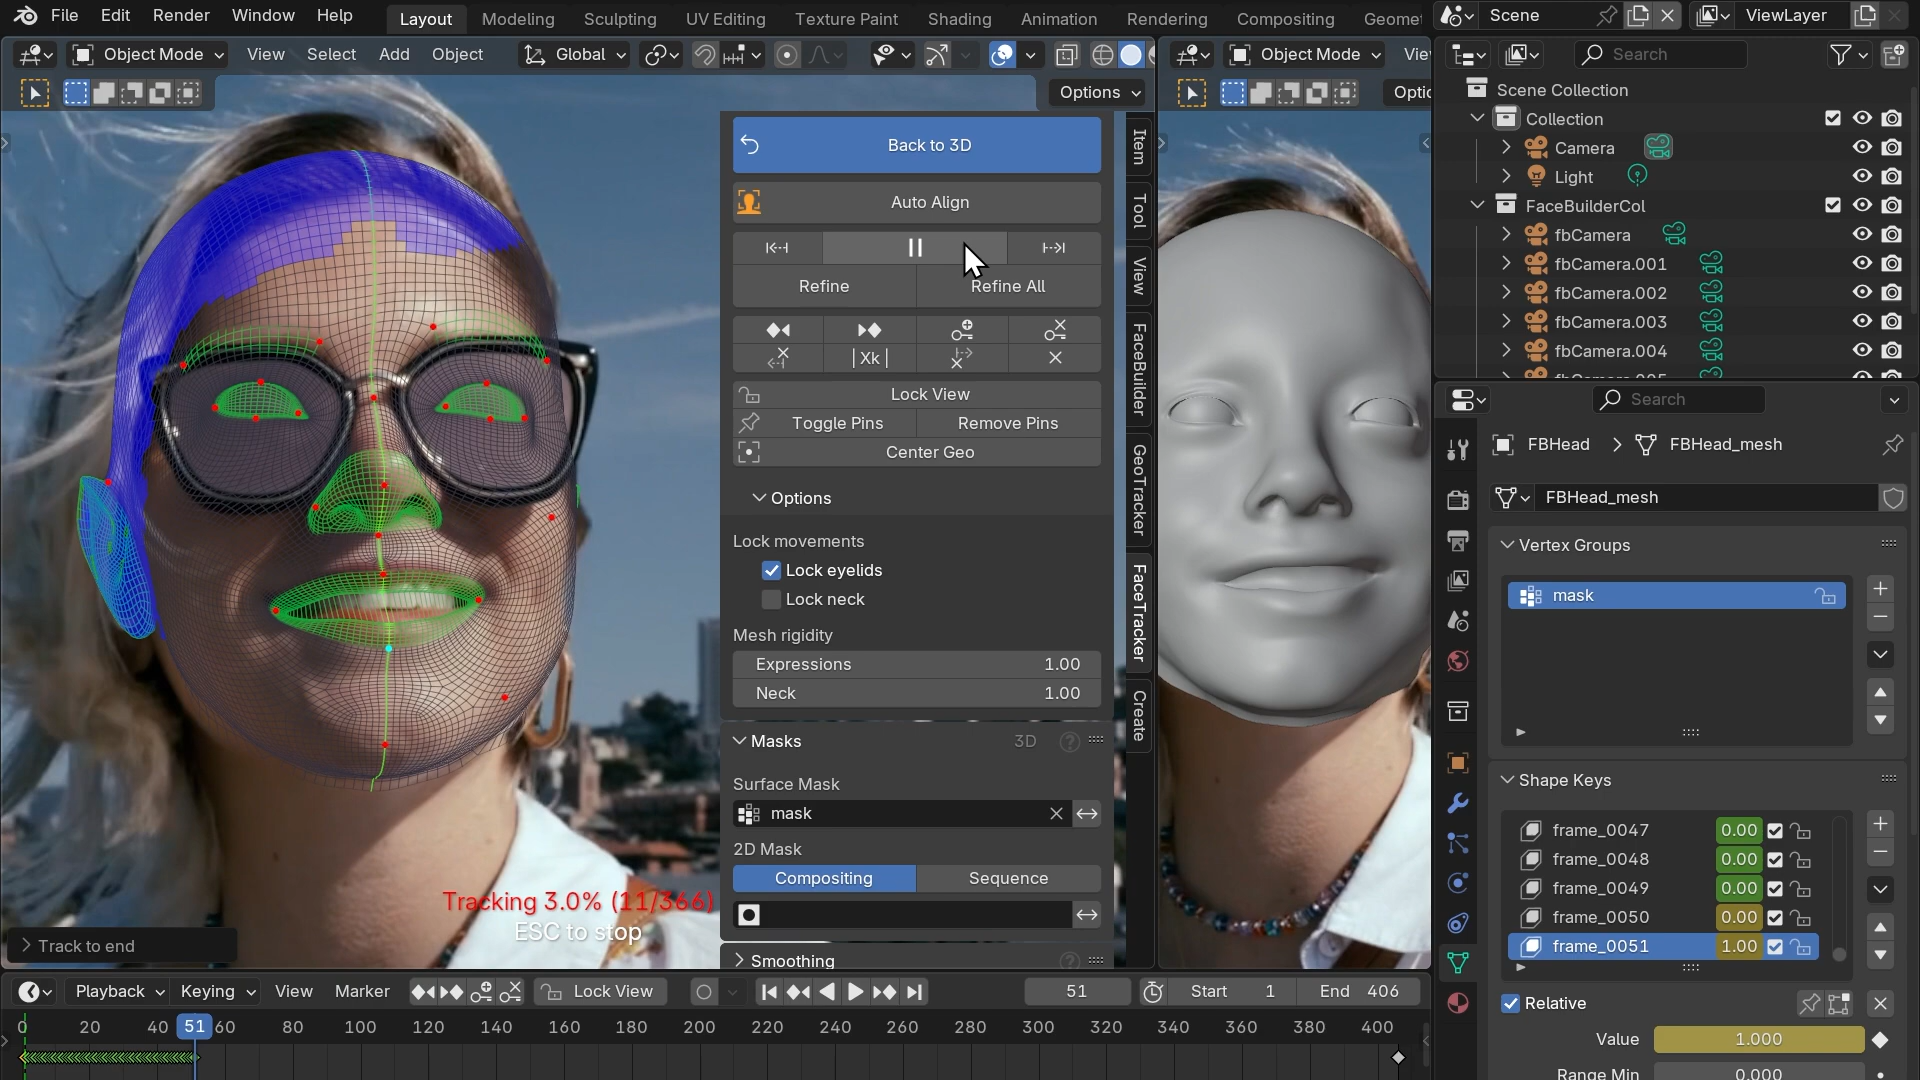 File Edit Render Window Help
Layout Modeling Sculpting UV Editing Texture Paint Shading Animation Rendering Compositing
Scene
ViewLayer
Object Mode View Select Add Object Global
Object Mode
Search
Options
Back to 3D
Auto Align
Refine Refine All
Xk
Lock View
Toggle Pins Remove Pins
Center Geo
Options
Lock movements
Lock eyelids
Lock neck
Mesh rigidity
Expressions 1.00
Neck 1.00
Masks 3D ?
Surface Mask
mask
2D Mask
Compositing Sequence
Smoothing ?
Item
Tool
View
FaceBuilder
GeoTracker
FaceTracker
Create
Tracking 3.0% (11/366)
ESC to stop
Track to end
Scene Collection
Collection
Camera
Light
FaceBuilderCol
fbCamera
fbCamera.001
fbCamera.002
fbCamera.003
fbCamera.004
Search
FBHead FBHead_mesh
FBHead_mesh
Vertex Groups
mask
Shape Keys
frame_0047 0.00
frame_0048 0.00
frame_0049 0.00
frame_0050 0.00
frame_0051 1.00
Relative
Value 1.000
Range Min 0.000
Playback Keying View Marker Lock View 51 Start 1 End 406
0 20 40 51 60 80 100 120 140 160 180 200 220 240 260 280 300 320 340 360 380 400